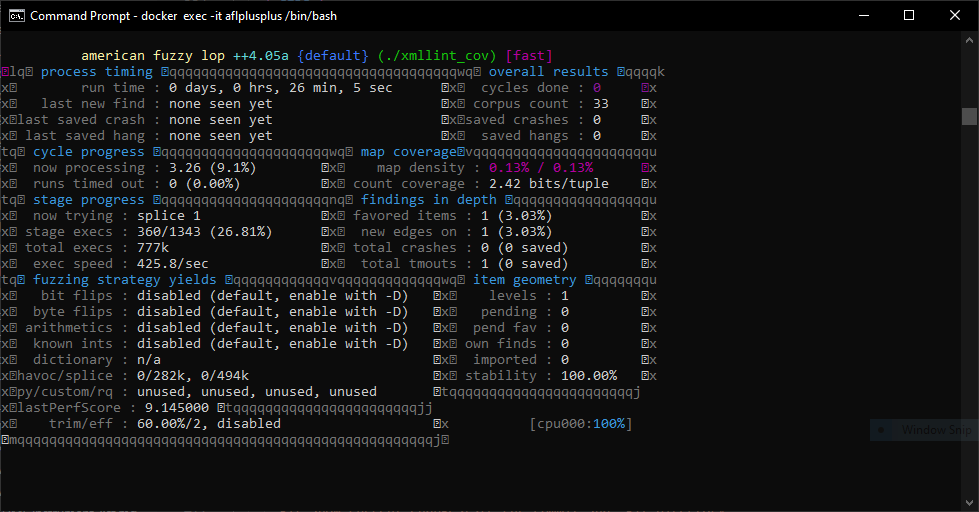 Command Prompt - docker exec -it aflplusplus /bin/bash
american fuzzy lop ++4.05a {default} (./xmllint_cov) [fast]
lq process timing qqqqqqqqqqqqqqqqqqqqqqqqqqqqqqqqqqqqwq overall results qqqqk
x run time : 0 days, 0 hrs, 26 min, 5 sec x cycles done : 0 x
x last new find : none seen yet x corpus count : 33 x
xlast saved crash : none seen yet xsaved crashes : 0 x
x last saved hang : none seen yet x saved hangs : 0 x
tq cycle progress qqqqqqqqqqqqqqqqqqqqqwq map coveragevqqqqqqqqqqqqqqqqqqqqqqu
x now processing : 3.26 (9.1%) x map density : 0.13% / 0.13% x
x runs timed out : 0 (0.00%) x count coverage : 2.42 bits/tuple x
tq stage progress qqqqqqqqqqqqqqqqqqqqqnq findings in depth qqqqqqqqqqqqqqqqqu
x now trying : splice 1 x favored items : 1 (3.03%) x
x stage execs : 360/1343 (26.81%) x new edges on : 1 (3.03%) x
x total execs : 777k x total crashes : 0 (0 saved) x
x exec speed : 425.8/sec x total tmouts : 1 (0 saved) x
tq fuzzing strategy yields qqqqqqqqqqqqvqqqqqqqqqqqqqwq item geometry qqqqqqqu
x bit flips : disabled (default, enable with -D) x levels : 1 x
x byte flips : disabled (default, enable with -D) x pending : 0 x
x arithmetics : disabled (default, enable with -D) x pend fav : 0 x
x known ints : disabled (default, enable with -D) x own finds : 0 x
x dictionary : n/a x imported : 0 x
xhavoc/splice : 0/282k, 0/494k x stability : 100.00% x
xpy/custom/rq : unused, unused, unused, unused tqqqqqqqqqqqqqqqqqqqqqqqj
xlastPerfScore : 9.145000 tqqqqqqqqqqqqqqqqqqqqqqqjj
x trim/eff : 60.00%/2, disabled x [cpu000:100%]
mqqqqqqqqqqqqqqqqqqqqqqqqqqqqqqqqqqqqqqqqqqqqqqqqqqqqj
Window Snip